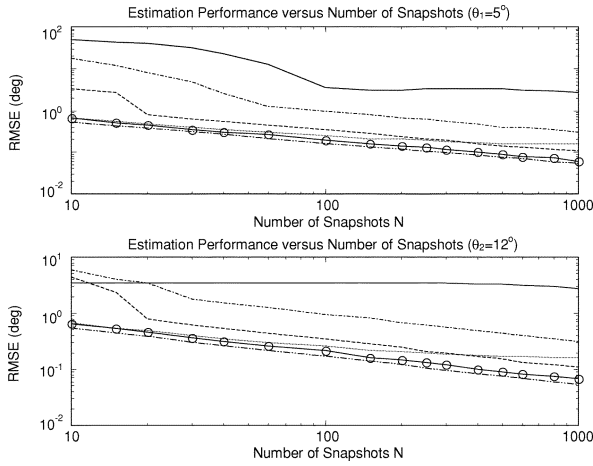 Estimation Performance versus Number of Snapshots (θ₁=5°)
10²
10⁰
10⁻²
RMSE (deg)
10
100
1000
Number of Snapshots N
Estimation Performance versus Number of Snapshots (θ₂=12°)
10¹
10⁰
10⁻¹
10⁻²
RMSE (deg)
10
100
1000
Number of Snapshots N